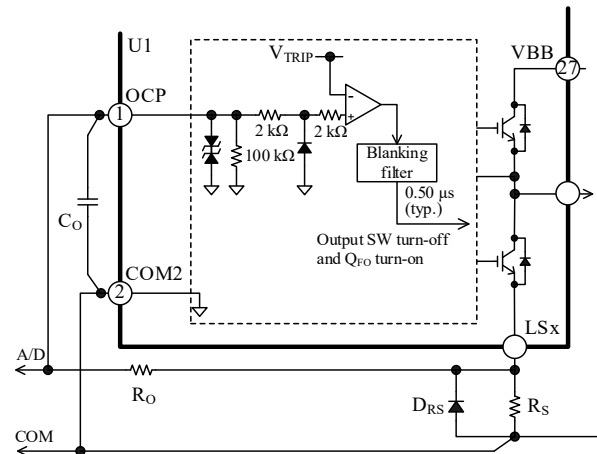 U1
VTRIP
VBB
27
OCP
1
−
+
2 kΩ
2 kΩ
100 kΩ
Blanking
filter
0.50 µs
(typ.)
CO
Output SW turn-off
and QFO turn-on
COM2
2
LSx
A/D
RO
DRS
RS
COM